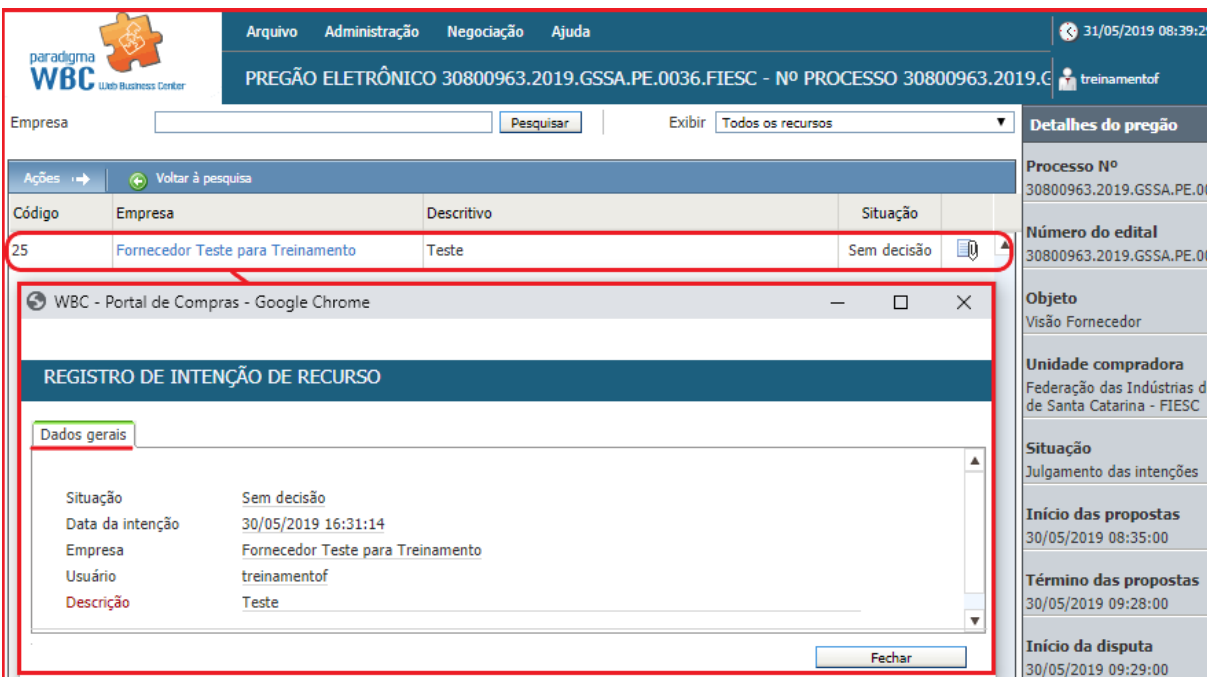 paradigma
WBC Web Business Center
Arquivo Administração Negociação Ajuda
31/05/2019 08:39:29
PREGÃO ELETRÔNICO 30800963.2019.GSSA.PE.0036.FIESC - Nº PROCESSO 30800963.2019.G
treinamentof
Empresa Pesquisar Exibir Todos os recursos
Ações Voltar à pesquisa
Código Empresa Descritivo Situação
25 Fornecedor Teste para Treinamento Teste Sem decisão
WBC - Portal de Compras - Google Chrome
REGISTRO DE INTENÇÃO DE RECURSO
Dados gerais
Situação Sem decisão
Data da intenção 30/05/2019 16:31:14
Empresa Fornecedor Teste para Treinamento
Usuário treinamentof
Descrição Teste
Fechar
Detalhes do pregão
Processo Nº
30800963.2019.GSSA.PE.00
Número do edital
30800963.2019.GSSA.PE.00
Objeto
Visão Fornecedor
Unidade compradora
Federação das Indústrias d
de Santa Catarina - FIESC
Situação
Julgamento das intenções
Início das propostas
30/05/2019 08:35:00
Término das propostas
30/05/2019 09:28:00
Início da disputa
30/05/2019 09:29:00